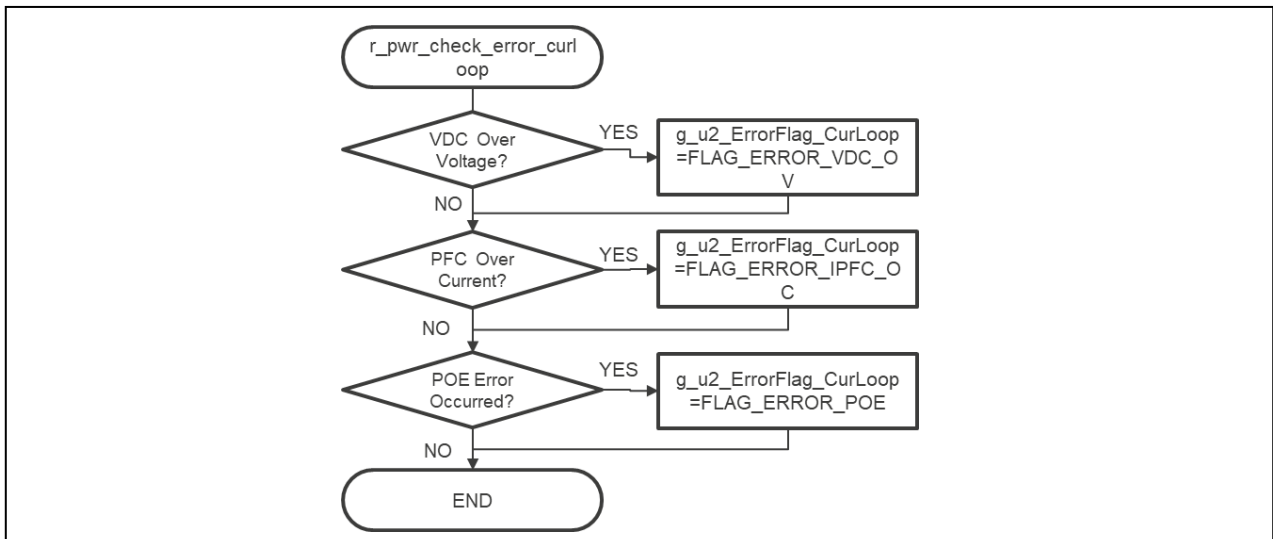 r_pwr_check_error_curl
oop
VDC Over
Voltage?
YES
g_u2_ErrorFlag_CurLoop
=FLAG_ERROR_VDC_O
V
NO
PFC Over
Current?
YES
g_u2_ErrorFlag_CurLoop
=FLAG_ERROR_IPFC_O
C
NO
POE Error
Occurred?
YES
g_u2_ErrorFlag_CurLoop
=FLAG_ERROR_POE
NO
END